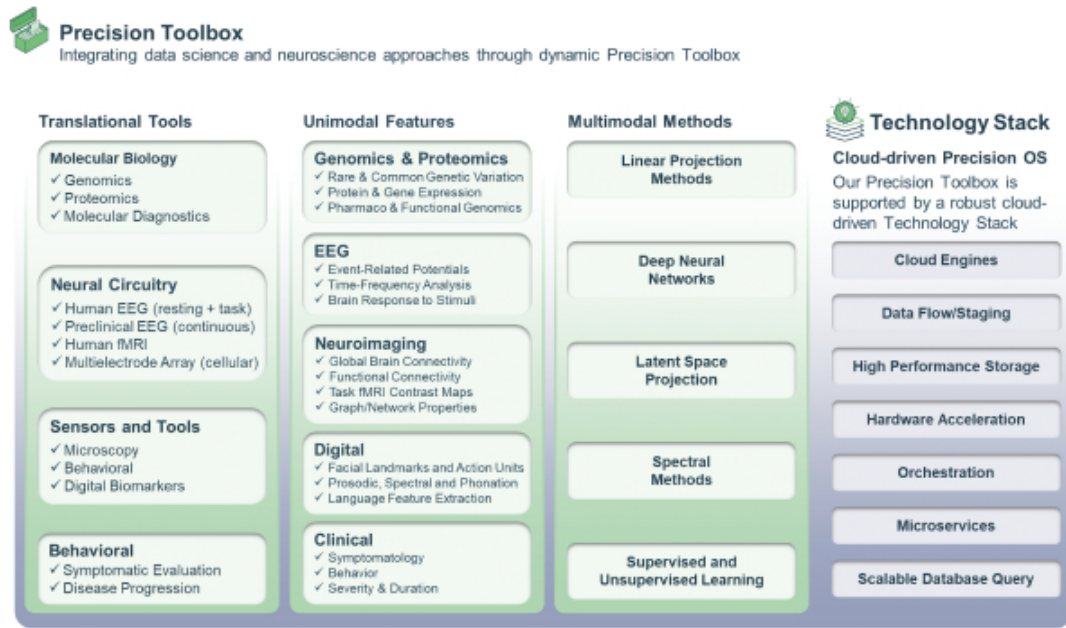 Precision Toolbox
Integrating data science and neuroscience approaches through dynamic Precision Toolbox
Translational Tools
Molecular Biology
✓ Genomics
✓ Proteomics
✓ Molecular Diagnostics
Neural Circuitry
✓ Human EEG (resting + task)
✓ Preclinical EEG (continuous)
✓ Human fMRI
✓ Multielectrode Array (cellular)
Sensors and Tools
✓ Microscopy
✓ Behavioral
✓ Digital Biomarkers
Behavioral
✓ Symptomatic Evaluation
✓ Disease Progression
Unimodal Features
Genomics & Proteomics
✓ Rare & Common Genetic Variation
✓ Protein & Gene Expression
✓ Pharmaco & Functional Genomics
EEG
✓ Event-Related Potentials
✓ Time-Frequency Analysis
✓ Brain Response to Stimuli
Neuroimaging
✓ Global Brain Connectivity
✓ Functional Connectivity
✓ Task fMRI Contrast Maps
✓ Graph/Network Properties
Digital
✓ Facial Landmarks and Action Units
✓ Prosodic, Spectral and Phonation
✓ Language Feature Extraction
Clinical
✓ Symptomatology
✓ Behavior
✓ Severity & Duration
Multimodal Methods
Linear Projection
Methods
Deep Neural
Networks
Latent Space
Projection
Spectral
Methods
Supervised and
Unsupervised Learning
Technology Stack
Cloud-driven Precision OS
Our Precision Toolbox is
supported by a robust cloud-
driven Technology Stack
Cloud Engines
Data Flow/Staging
High Performance Storage
Hardware Acceleration
Orchestration
Microservices
Scalable Database Query